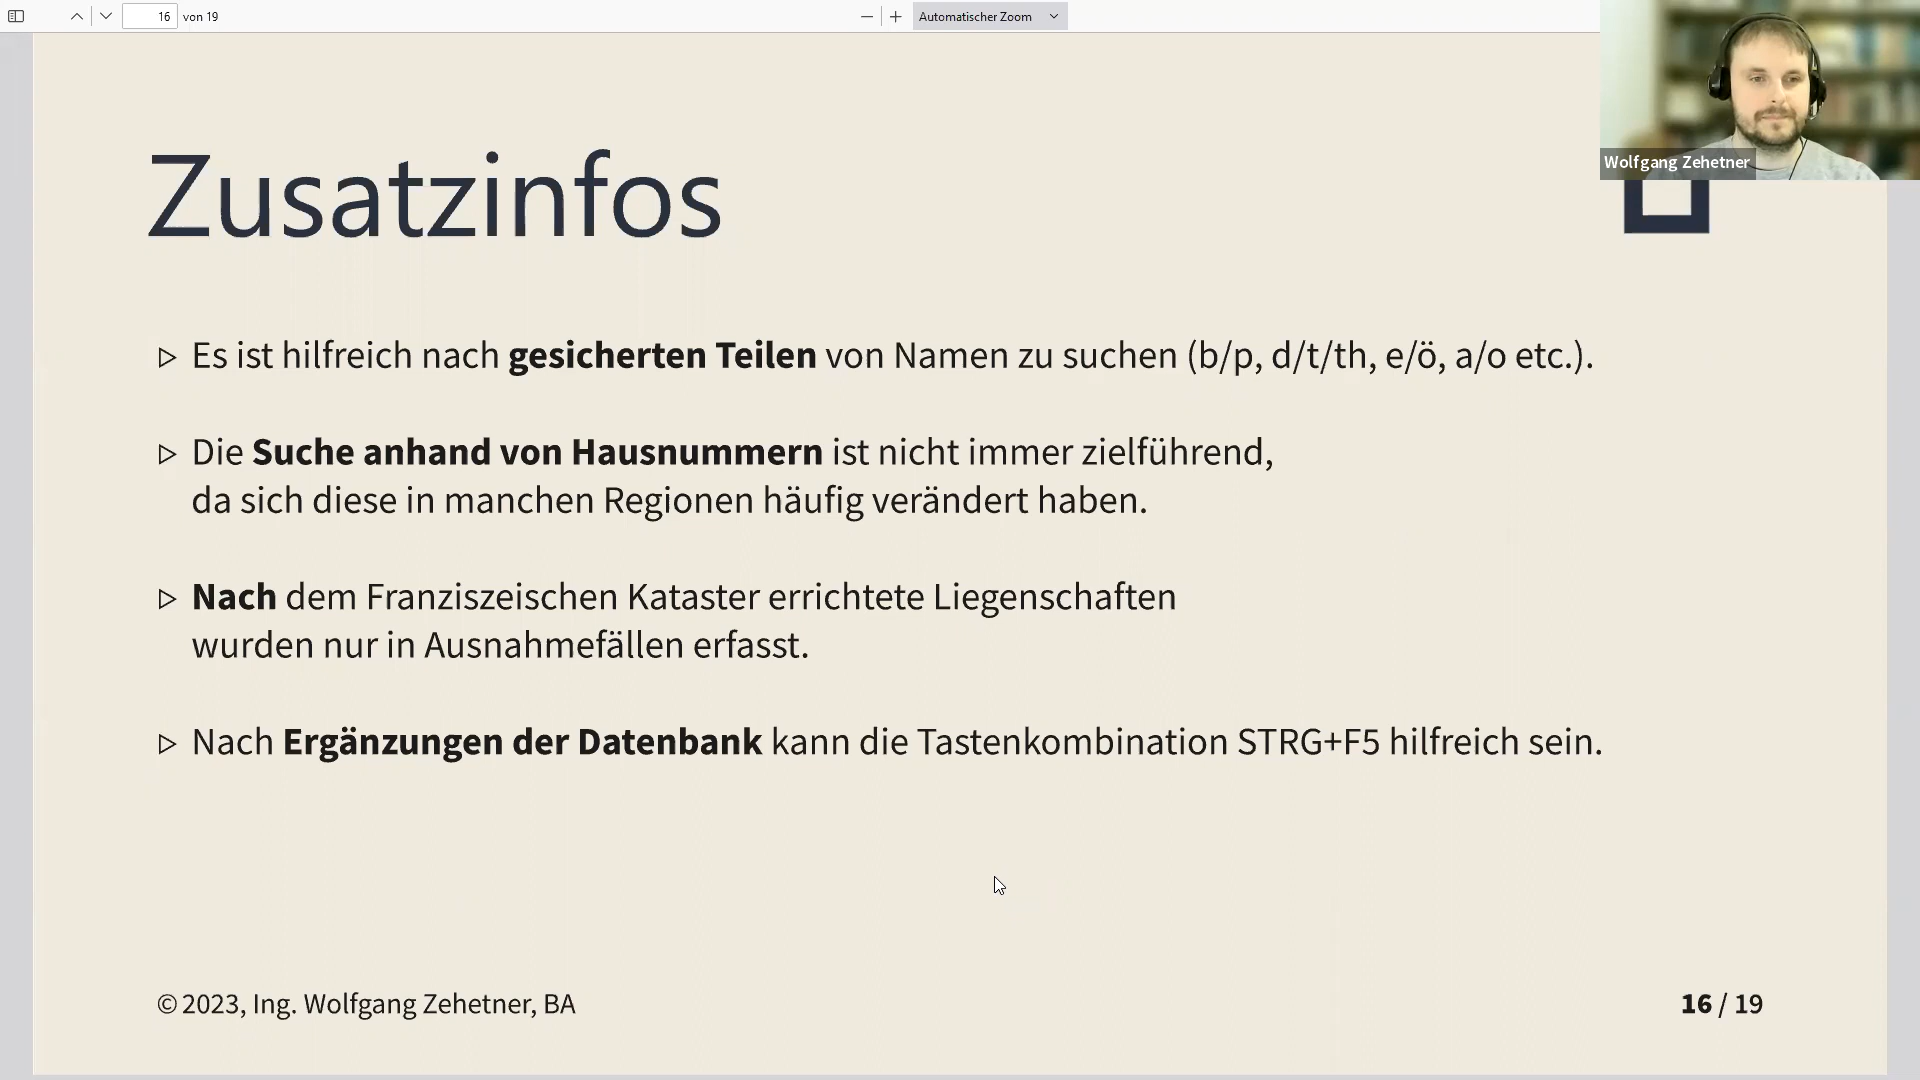 16 von 19 Automatischer Zoom
Wolfgang Zehetner
Zusatzinfos
▷ Es ist hilfreich nach gesicherten Teilen von Namen zu suchen (b/p, d/t/th, e/ö, a/o etc.).
▷ Die Suche anhand von Hausnummern ist nicht immer zielführend,
da sich diese in manchen Regionen häufig verändert haben.
▷ Nach dem Franziszeischen Kataster errichtete Liegenschaften
wurden nur in Ausnahmefällen erfasst.
▷ Nach Ergänzungen der Datenbank kann die Tastenkombination STRG+F5 hilfreich sein.
© 2023, Ing. Wolfgang Zehetner, BA
16 / 19